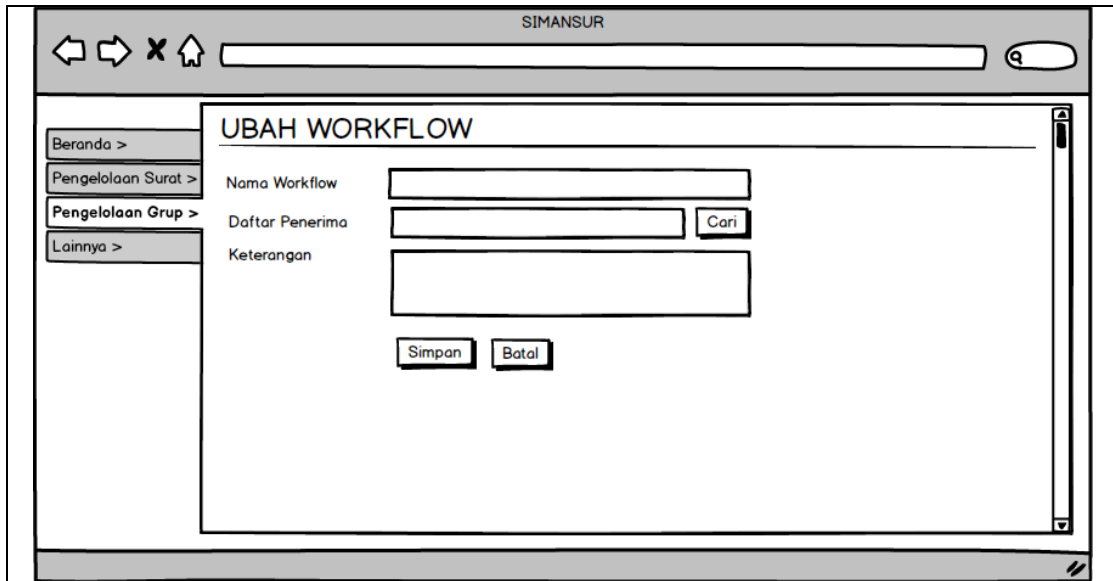 SIMANSUR
UBAH WORKFLOW
Beranda >
Pengelolaan Surat >
Pengelolaan Grup >
Lainnya >
Nama Workflow
Daftar Penerima
Cari
Keterangan
Simpan
Batal